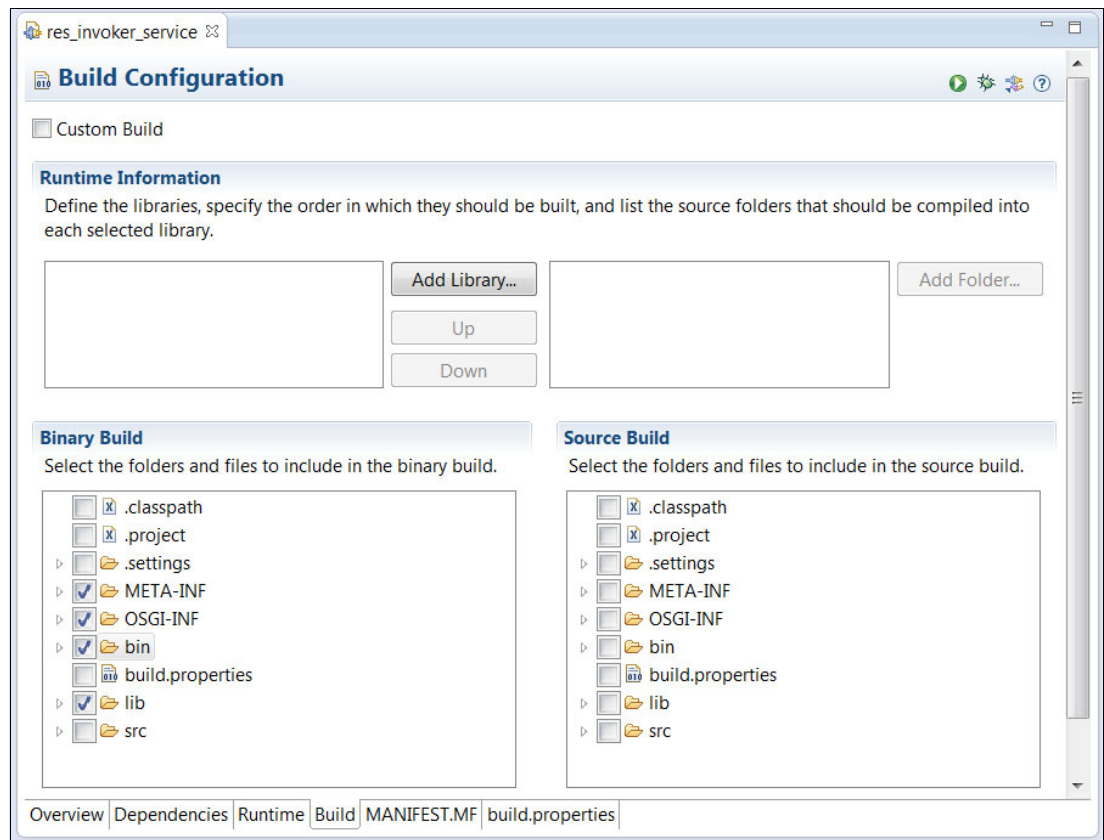 res_invoker_service
Build Configuration
Custom Build
Runtime Information
Define the libraries, specify the order in which they should be built, and list the source folders that should be compiled into
each selected library.
Add Library...
Add Folder...
Up
Down
Binary Build
Select the folders and files to include in the binary build.
.classpath
.project
.settings
META-INF
OSGI-INF
bin
build.properties
lib
src
Source Build
Select the folders and files to include in the source build.
.classpath
.project
.settings
META-INF
OSGI-INF
bin
build.properties
lib
src
Overview Dependencies Runtime Build MANIFEST.MF build.properties